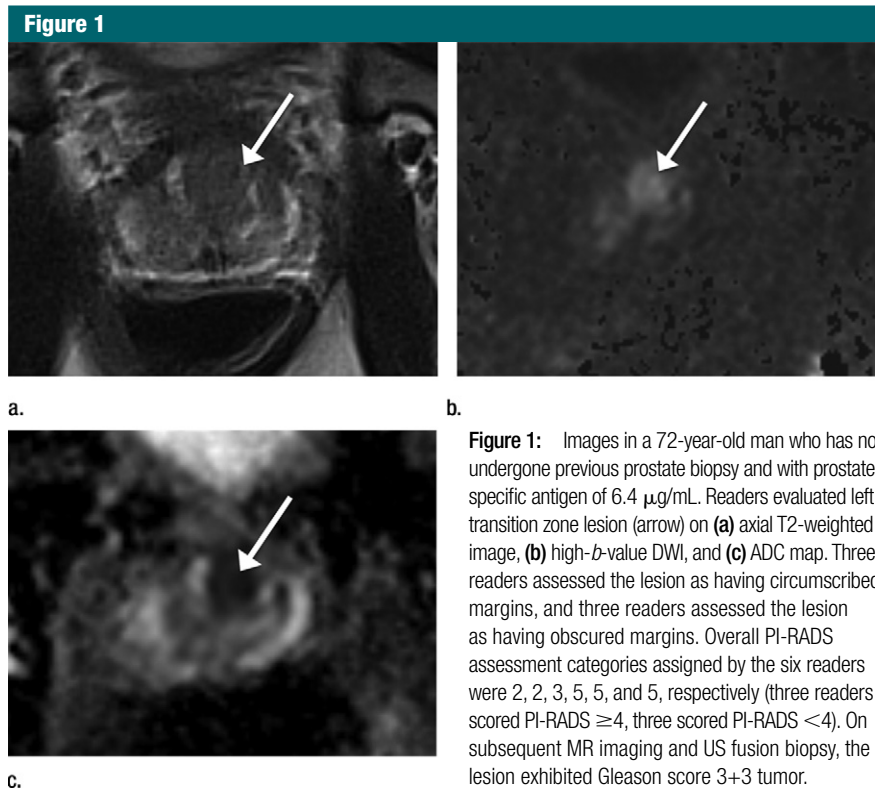 Figure 1
a.
b.
c.
Figure 1: Images in a 72-year-old man who has not
undergone previous prostate biopsy and with prostate-
specific antigen of 6.4 μg/mL. Readers evaluated left
transition zone lesion (arrow) on (a) axial T2-weighted
image, (b) high-b-value DWI, and (c) ADC map. Three
readers assessed the lesion as having circumscribed
margins, and three readers assessed the lesion
as having obscured margins. Overall PI-RADS
assessment categories assigned by the six readers
were 2, 2, 3, 5, 5, and 5, respectively (three readers
scored PI-RADS ≥4, three scored PI-RADS <4). On
subsequent MR imaging and US fusion biopsy, the
lesion exhibited Gleason score 3+3 tumor.